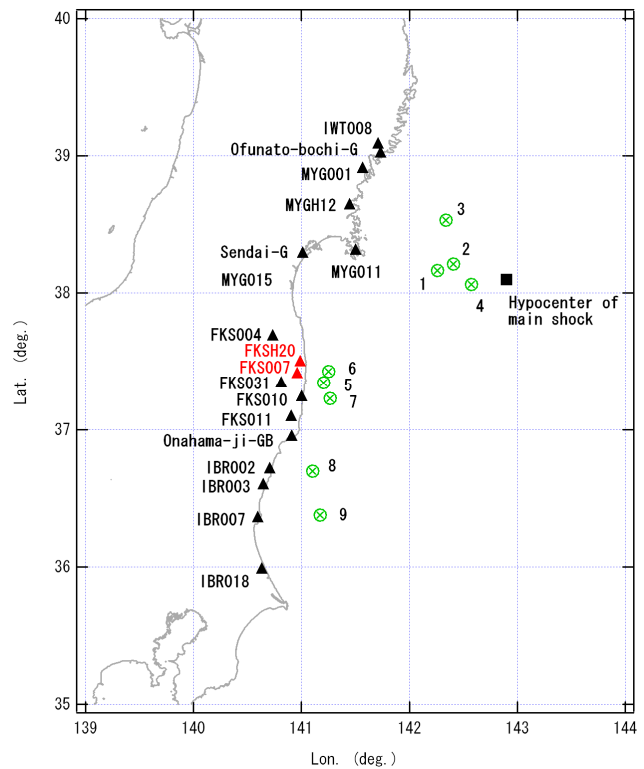 40
IWT008
Ofunato-bochi-G
39
MYG001
MYGH12
3
Sendai-G
2
MYG011
MYG015
1
38
4
Hypocenter of
main shock
FKS004
FKSH20
FKS007
6
FKS031
5
FKS010
7
FKS011
37
Onahama-ji-GB
IBR002
8
IBR003
IBR007
9
36
IBR018
35
139
140
141
142
143
144
Lat. (deg.)
Lon. (deg.)